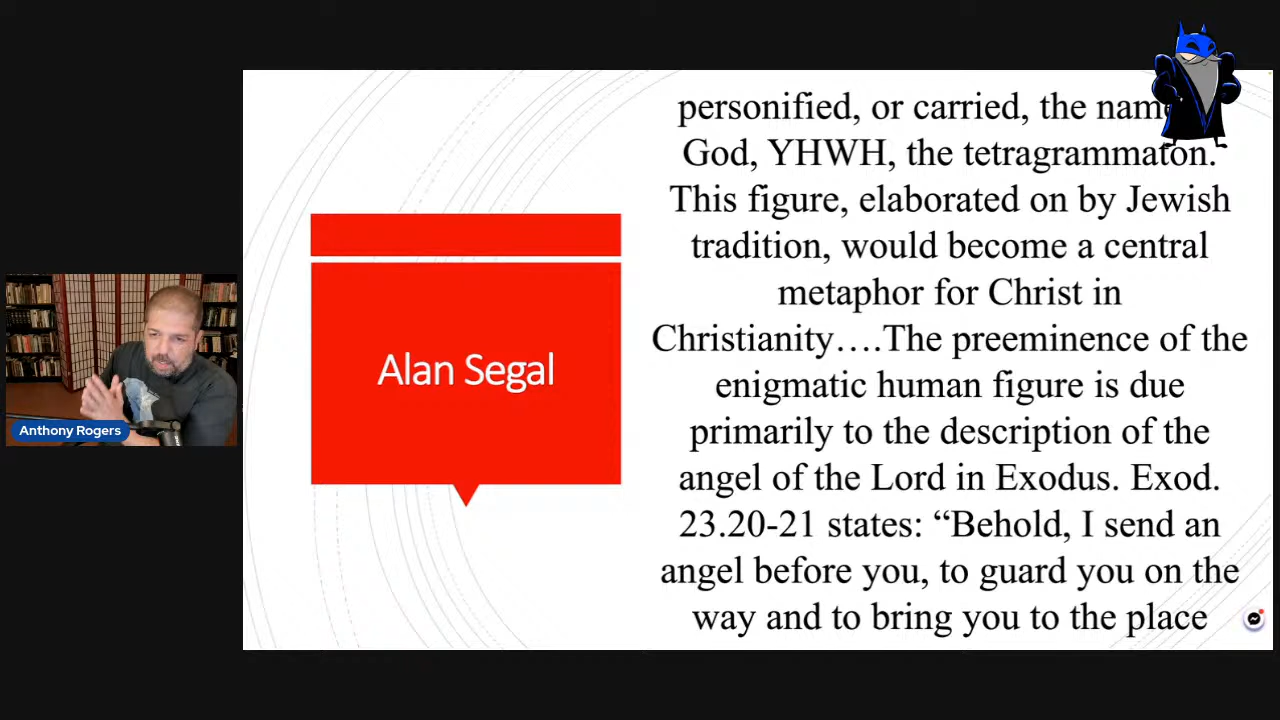 personified, or carried, the name
God, YHWH, the tetragrammaton.
This figure, elaborated on by Jewish
tradition, would become a central
metaphor for Christ in
Christianity….The preeminence of the
enigmatic human figure is due
primarily to the description of the
angel of the Lord in Exodus. Exod.
23.20-21 states: “Behold, I send an
angel before you, to guard you on the
way and to bring you to the place
Alan Segal
Anthony Rogers